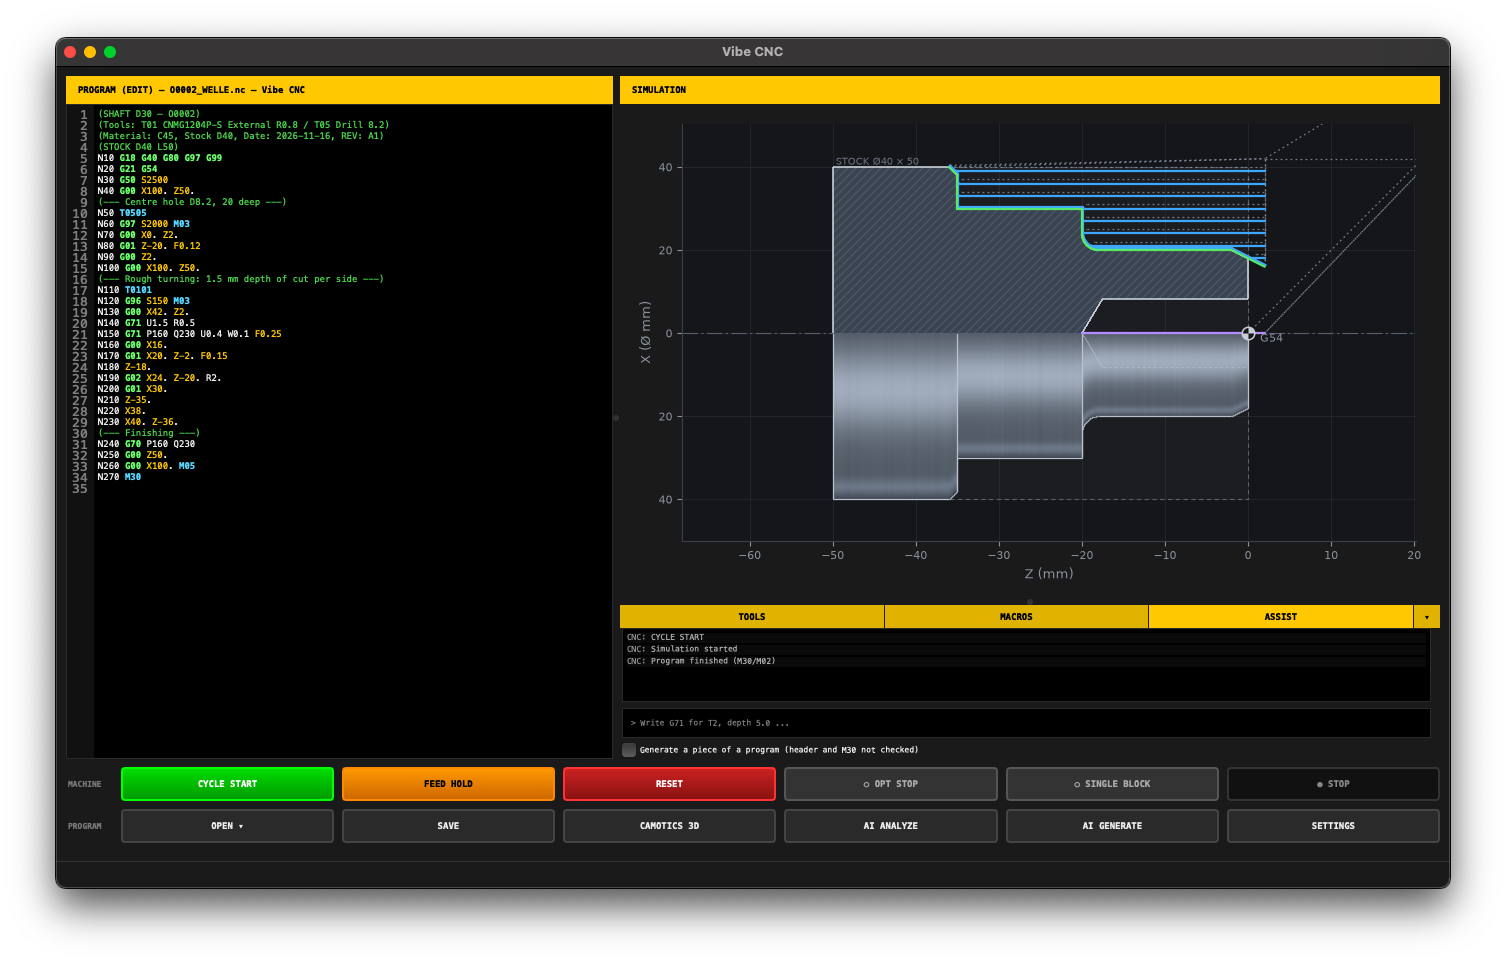 Vibe CNC
PROGRAM (EDIT) — O0002_WELLE.nc — Vibe CNC
1 (SHAFT D30 — O0002)
2 (Tools: T01 CNMG1204P-S External R0.8 / T05 Drill 8.2)
3 (Material: C45, Stock D40, Date: 2026-11-16, REV: A1)
4 (STOCK D40 L50)
5 N10 G18 G40 G80 G97 G99
6 N20 G21 G54
7 N30 G50 S2500
8 N40 G00 X100. Z50.
9 (--- Centre hole D8.2, 20 deep ---)
10 N50 T0505
11 N60 G97 S2000 M03
12 N70 G00 X0. Z2.
13 N80 G01 Z-20. F0.12
14 N90 G00 Z2.
15 N100 G00 X100. Z50.
16 (--- Rough turning: 1.5 mm depth of cut per side ---)
17 N110 T0101
18 N120 G96 S150 M03
19 N130 G00 X42. Z2.
20 N140 G71 U1.5 R0.5
21 N150 G71 P160 Q230 U0.4 W0.1 F0.25
22 N160 G00 X16.
23 N170 G01 X20. Z-2. F0.15
24 N180 Z-18.
25 N190 G02 X24. Z-20. R2.
26 N200 G01 X30.
27 N210 Z-35.
28 N220 X38.
29 N230 X40. Z-36.
30 (--- Finishing ---)
31 N240 G70 P160 Q230
32 N250 G00 Z50.
33 N260 G00 X100. M05
34 N270 M30
35
SIMULATION
STOCK Ø40 × 50
40
20
0
20
40
X (Ø mm)
G54
−60 −50 −40 −30 −20 −10 0 10 20
Z (mm)
TOOLS MACROS ASSIST ▾
CNC: CYCLE START
CNC: Simulation started
CNC: Program finished (M30/M02)
> Write G71 for T2, depth 5.0 ...
Generate a piece of a program (header and M30 not checked)
MACHINE CYCLE START FEED HOLD RESET ○ OPT STOP ○ SINGLE BLOCK ● STOP
PROGRAM OPEN ▾ SAVE CAMOTICS 3D AI ANALYZE AI GENERATE SETTINGS